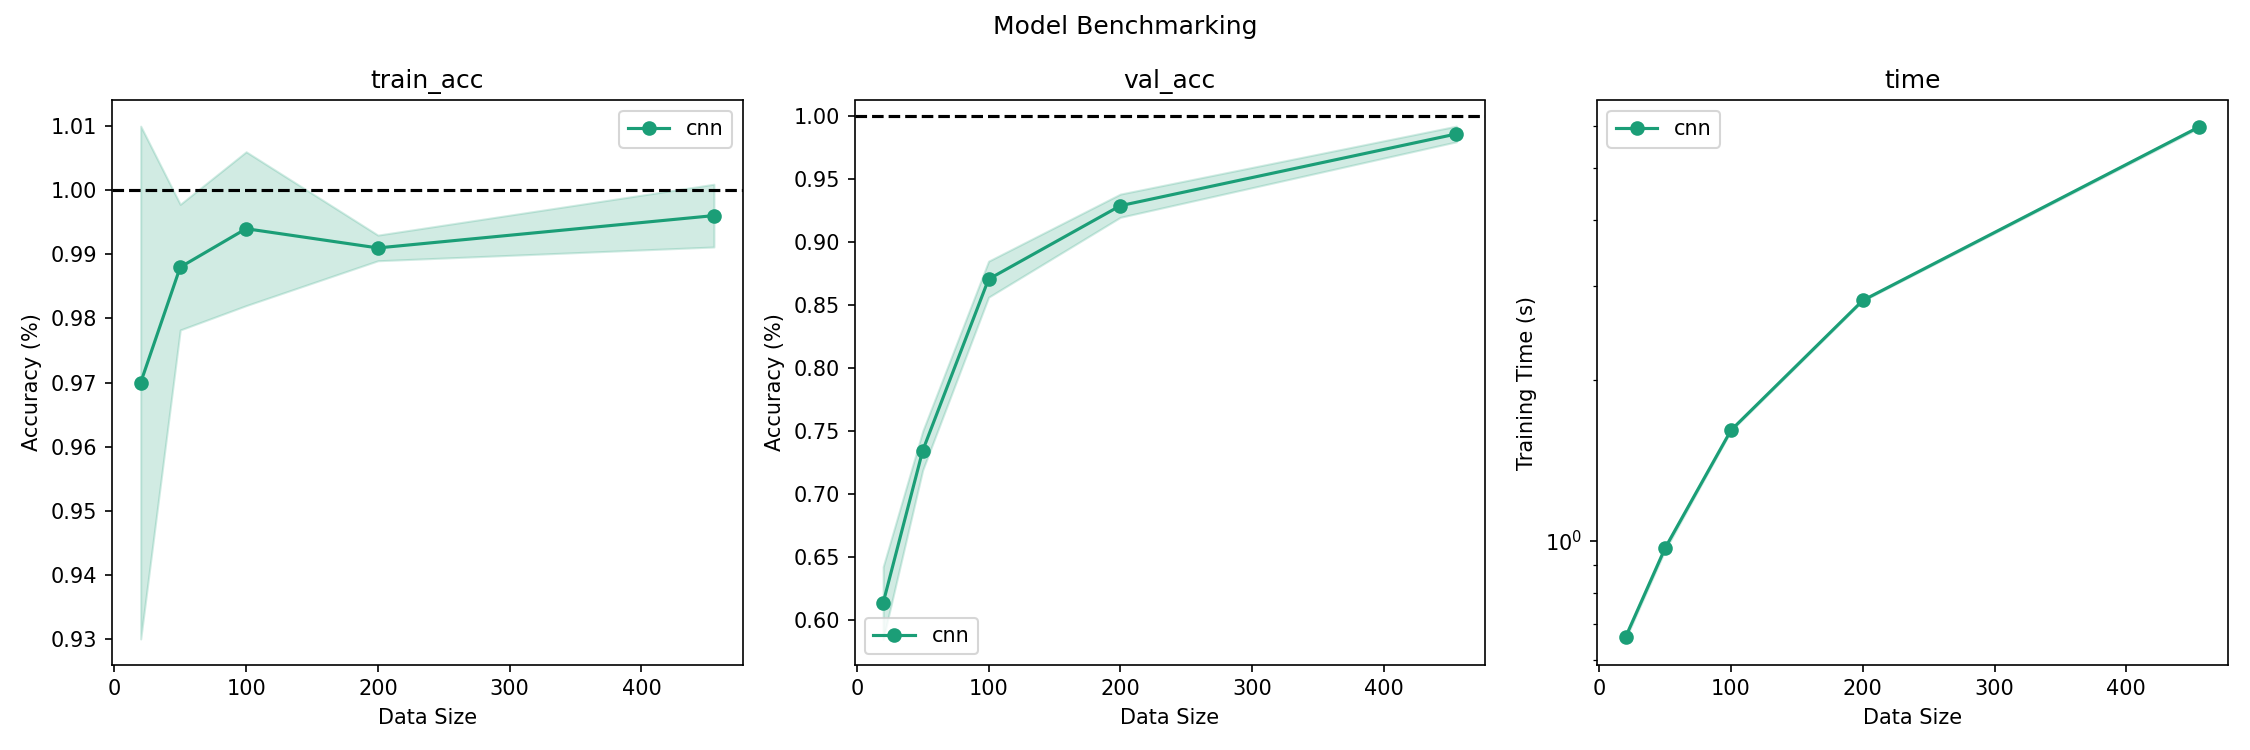 Model Benchmarking
train_acc
1.01
1.00
0.99
0.98
0.97
0.96
0.95
0.94
0.93
Accuracy (%)
0 100 200 300 400
Data Size
cnn
val_acc
1.00
0.95
0.90
0.85
0.80
0.75
0.70
0.65
0.60
Accuracy (%)
0 100 200 300 400
Data Size
cnn
time
cnn
10⁰
Training Time (s)
0 100 200 300 400
Data Size